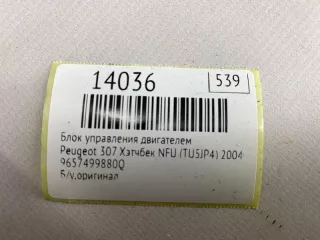 14036
539
Блок управления двигателем
Peugeot 307 Хэтчбек NFU (TU5JP4) 2004
9657499880Q
Б/у,оригинал